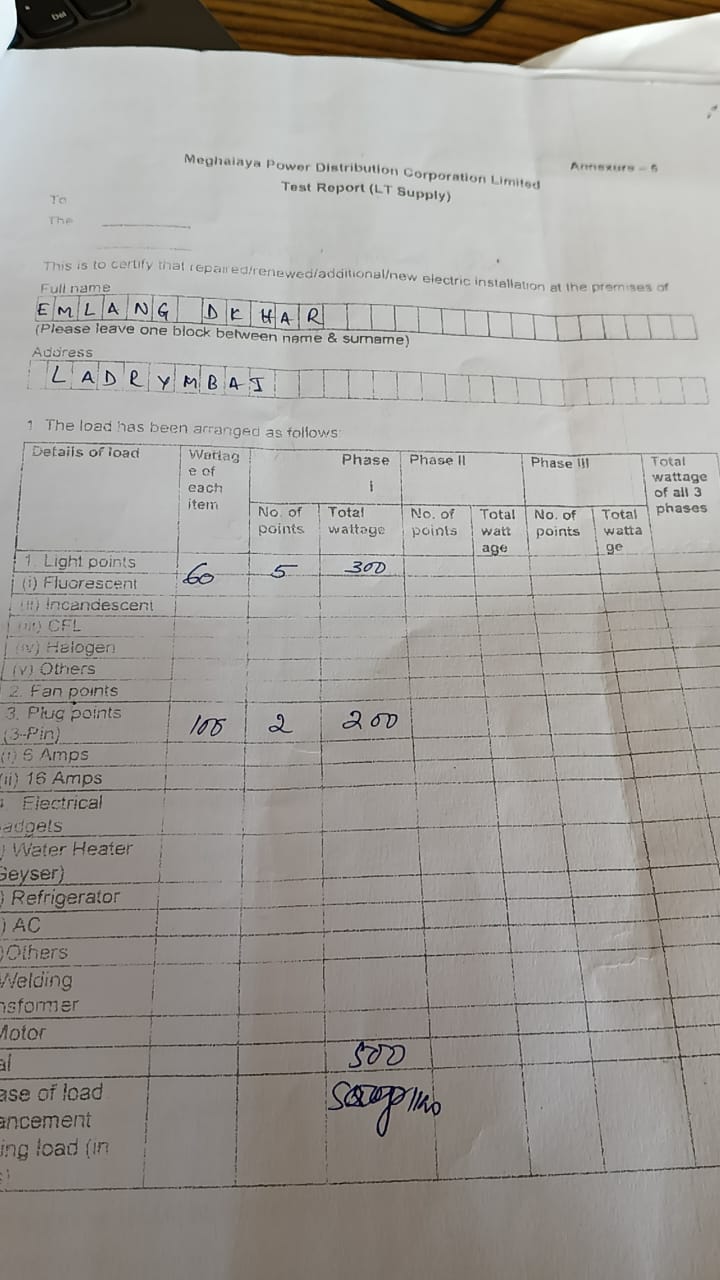 Del
Annexure - 5
Meghalaya Power Distribution Corporation Limited
Test Report (LT Supply)
To
The
This is to certify that repaired/renewed/additional/new electric installation at the premises of
Full name
EMLANG DKHAR
(Please leave one block between name & surname)
Address
LADRYMBAI
1 The load has been arranged as follows:
Details of load Wattag e of each item Phase i Phase II Phase III Total wattage of all 3 phases
No. of points Total wattage No. of points Total watt age No. of points Total watta ge
1. Light points
(i) Fluorescent 60 5 300
(ii) Incandescent
(iii) CFL
(iv) Halogen
(v) Others
2. Fan points
3. Plug points
(3-Pin) 100 2 200
(i) 5 Amps
(ii) 16 Amps
Electrical
adgets
) Water Heater
Geyser)
) Refrigerator
) AC
)Others
Welding
nsformer
Motor
al 500
ase of load
ancement
ing load (in